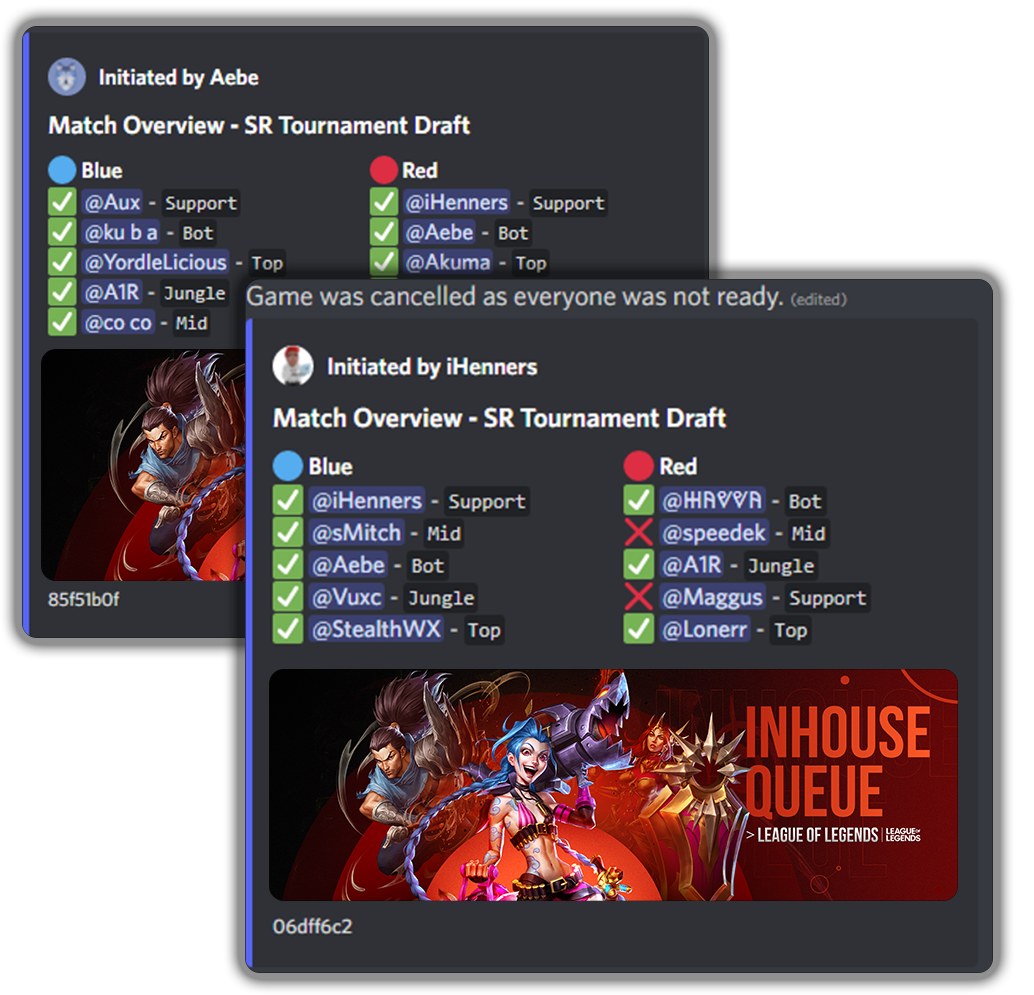 Initiated by Aebe
Match Overview - SR Tournament Draft
Blue
@Aux - Support
@ku b a - Bot
@YordleLicious - Top
@A1R - Jungle
@co co - Mid
Red
@iHenners - Support
@Aebe - Bot
@Akuma - Top
85f51b0f
Game was cancelled as everyone was not ready. (edited)
Initiated by iHenners
Match Overview - SR Tournament Draft
Blue
@iHenners - Support
@sMitch - Mid
@Aebe - Bot
@Vuxc - Jungle
@StealthWX - Top
Red
- Bot
@speedek - Mid
@A1R - Jungle
@Maggus - Support
@Lonerr - Top
INHOUSE
QUEUE
> LEAGUE OF LEGENDS | LEAGUE OF
LEGENDS
06dff6c2